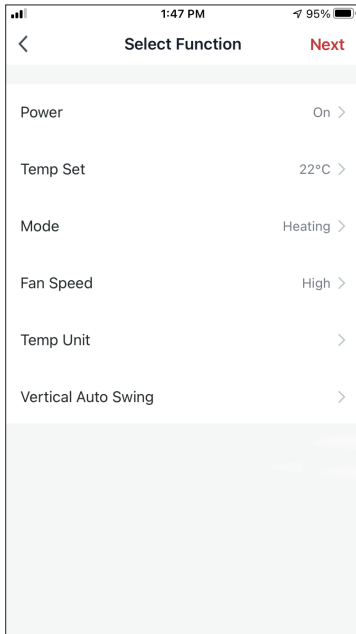 1:47 PM 95%
Select Function Next
Power On
Temp Set 22°C
Mode Heating
Fan Speed High
Temp Unit
Vertical Auto Swing